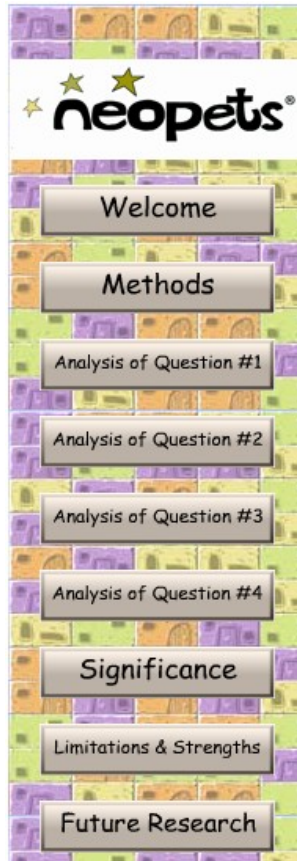 neopets®
Welcome
Methods
Analysis of Question #1
Analysis of Question #2
Analysis of Question #3
Analysis of Question #4
Significance
Limitations & Strengths
Future Research